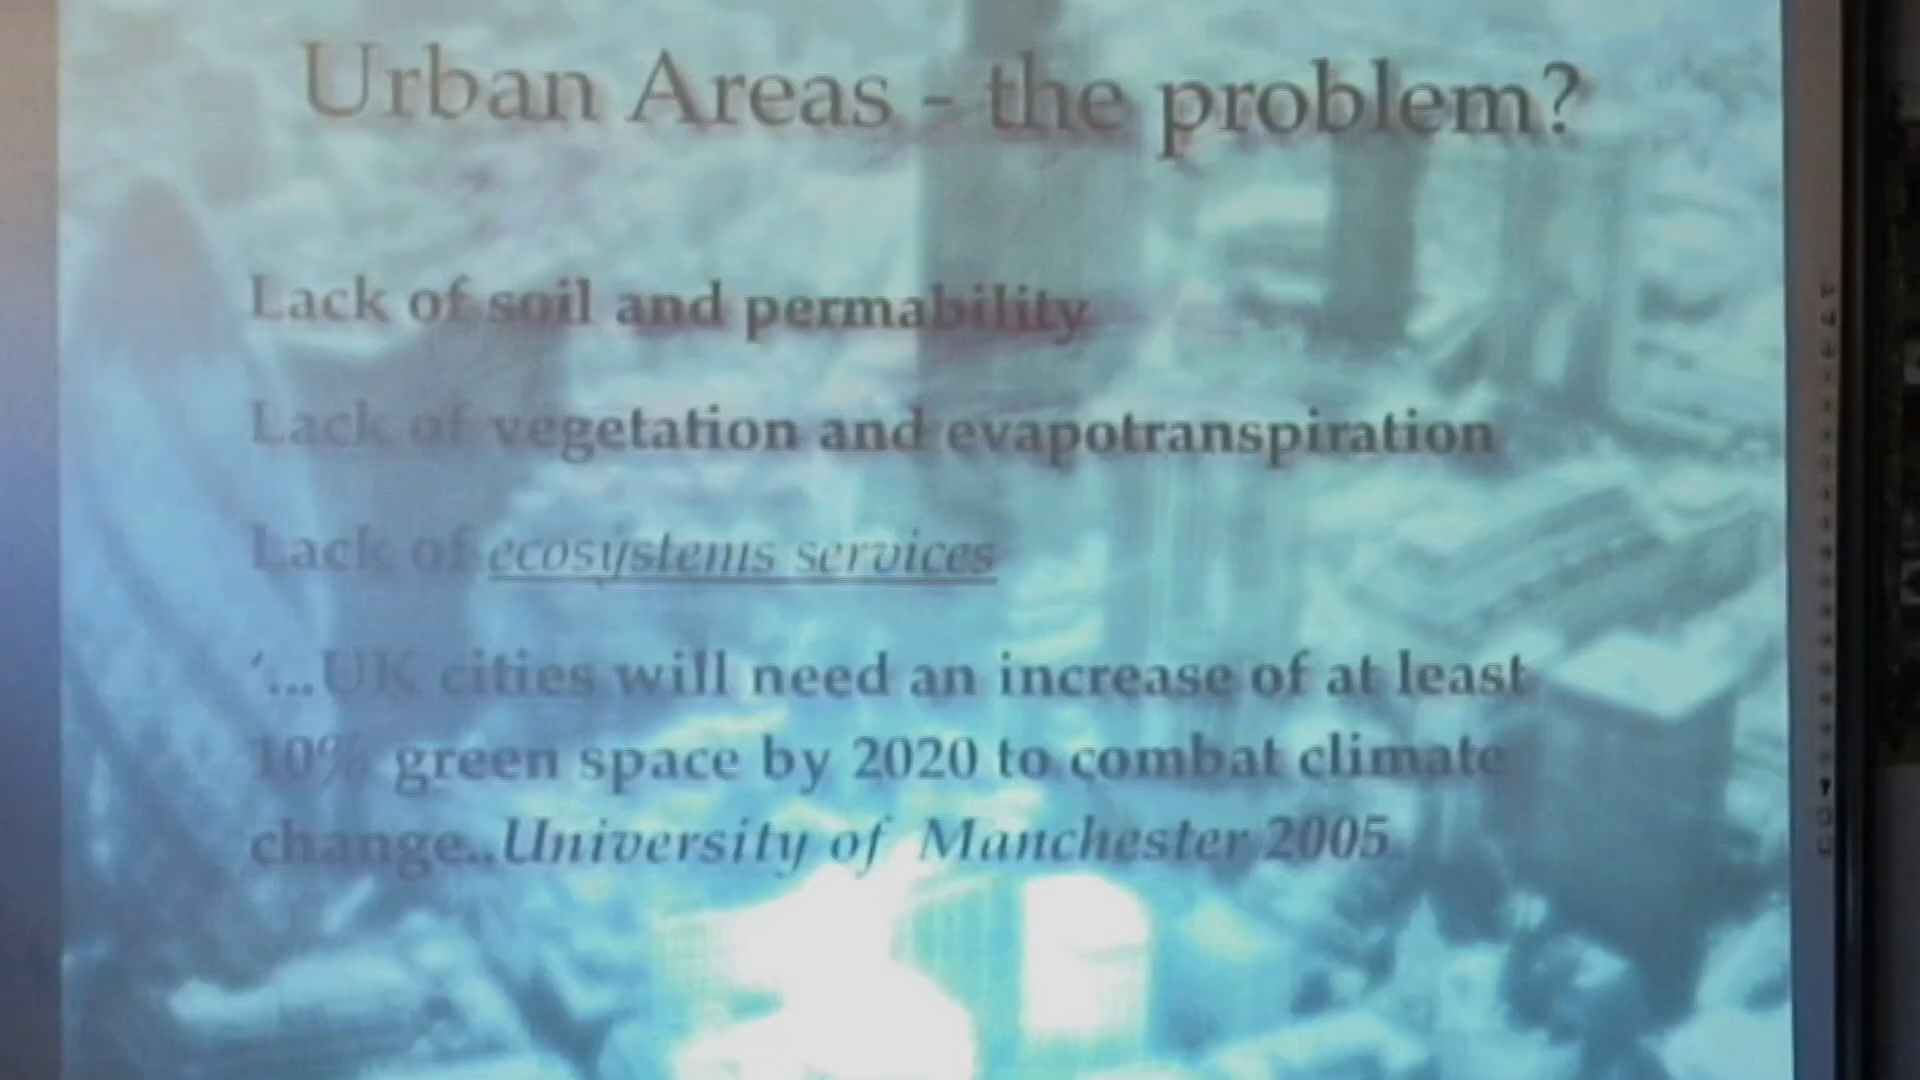 Urban Areas - the problem?
Lack of soil and permability
Lack of vegetation and evapotranspiration
Lack of ecosystems services
‘...UK cities will need an increase of at least
10% green space by 2020 to combat climate
change..University of Manchester 2005